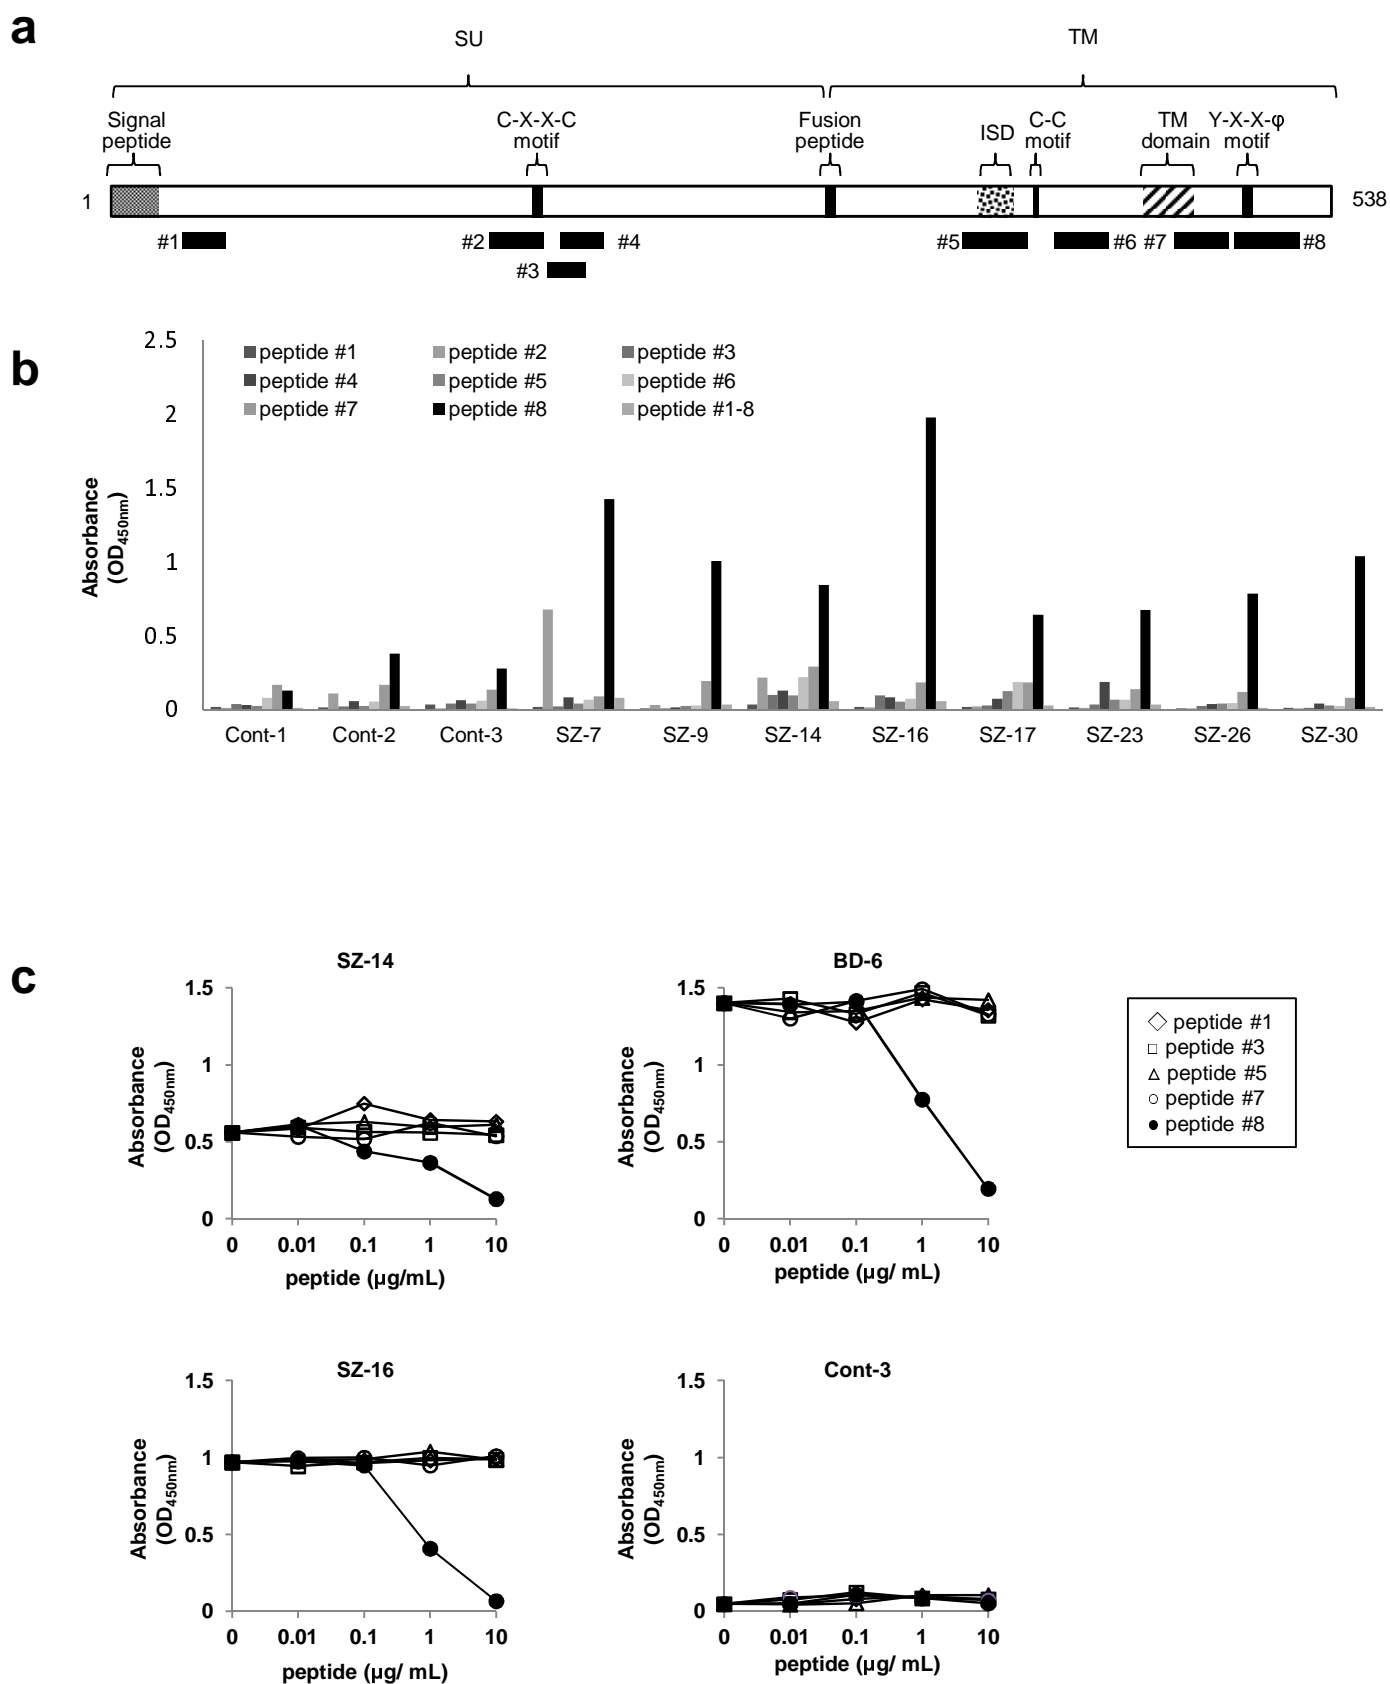 a
SU TM
Signal peptide C-X-X-C motif Fusion peptide ISD C-C motif TM domain Y-X-X-φ motif
1 538
#1 #2 #4 #5 #6 #7 #8
#3
b
2.5
2
1.5
1
0.5
0
Absorbance
(OD450nm)
peptide #1 peptide #2 peptide #3
peptide #4 peptide #5 peptide #6
peptide #7 peptide #8 peptide #1-8
Cont-1 Cont-2 Cont-3 SZ-7 SZ-9 SZ-14 SZ-16 SZ-17 SZ-23 SZ-26 SZ-30
c
SZ-14
1.5
1
0.5
0
Absorbance
(OD450nm)
0 0.01 0.1 1 10
peptide (µg/mL)
BD-6
1.5
1
0.5
0
Absorbance
(OD450nm)
0 0.01 0.1 1 10
peptide (µg/ mL)
peptide #1
peptide #3
peptide #5
peptide #7
peptide #8
SZ-16
1.5
1
0.5
0
Absorbance
(OD450nm)
0 0.01 0.1 1 10
peptide (µg/ mL)
Cont-3
1.5
1
0.5
0
Absorbance
(OD450nm)
0 0.01 0.1 1 10
peptide (µg/ mL)